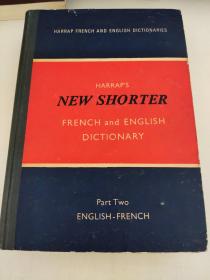 HARRAP FRENCH AND ENGLISH DICTIONARIES
HARRAP'S
NEW SHORTER
FRENCH and ENGLISH
DICTIONARY
Part Two
ENGLISH-FRENCH